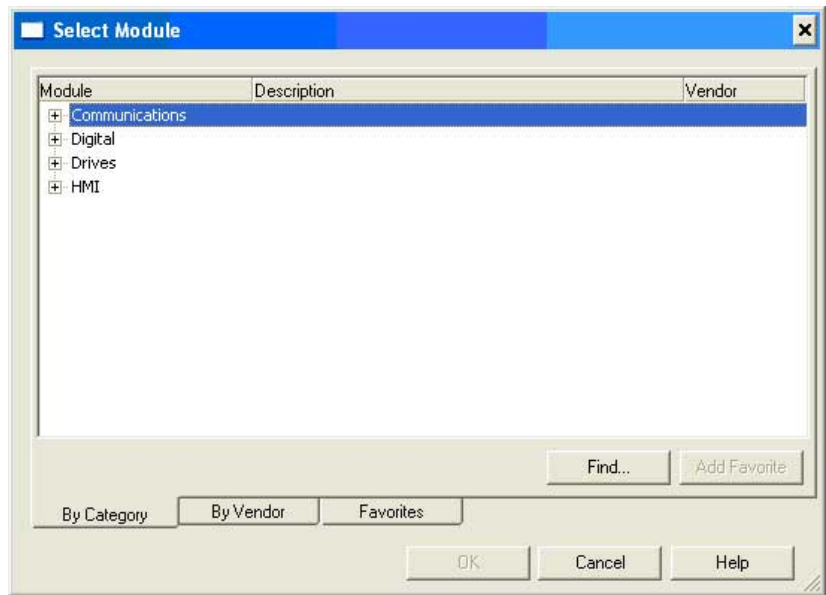 Select Module
Module Description Vendor
Communications
Digital
Drives
HMI
Find... Add Favorite
By Category By Vendor Favorites
OK Cancel Help